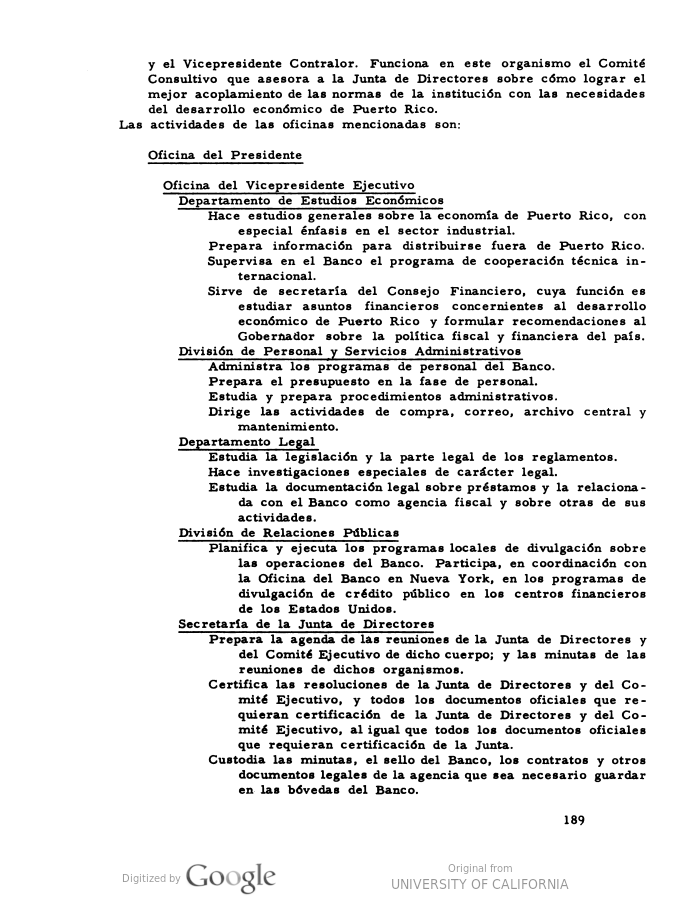 y el Vicepresidente Contralor. Funciona en este organismo el Comité
Consultivo que asesora a la Junta de Directores sobre cómo lograr el
mejor acoplamiento de las normas de la institución con las necesidades
del desarrollo económico de Puerto Rico.
Las actividades de las oficinas mencionadas son:
Oficina del Presidente
Oficina del Vicepresidente Ejecutivo
Departamento de Estudios Económicos
Hace estudios generales sobre la economía de Puerto Rico, con
especial énfasis en el sector industrial.
Prepara información para distribuirse fuera de Puerto Rico.
Supervisa en el Banco el programa de cooperación técnica in-
ternacional.
Sirve de secretaría del Consejo Financiero, cuya función es
estudiar asuntos financieros concernientes al desarrollo
económico de Puerto Rico y formular recomendaciones al
Gobernador sobre la política fiscal y financiera del país.
División de Personal y Servicios Administrativos
Administra los programas de personal del Banco.
Prepara el presupuesto en la fase de personal.
Estudia y prepara procedimientos administrativos.
Dirige las actividades de compra, correo, archivo central y
mantenimiento.
Departamento Legal
Estudia la legislación y la parte legal de los reglamentos.
Hace investigaciones especiales de carácter legal.
Estudia la documentación legal sobre préstamos y la relaciona-
da con el Banco como agencia fiscal y sobre otras de sus
actividades.
División de Relaciones Públicas
Planifica y ejecuta los programas locales de divulgación sobre
las operaciones del Banco. Participa, en coordinación con
la Oficina del Banco en Nueva York, en los programas de
divulgación de crédito público en los centros financieros
de los Estados Unidos.
Secretaría de la Junta de Directores
Prepara la agenda de las reuniones de la Junta de Directores y
del Comité Ejecutivo de dicho cuerpo; y las minutas de las
reuniones de dichos organismos.
Certifica las resoluciones de la Junta de Directores y del Co-
mité Ejecutivo, y todos los documentos oficiales que re-
quieran certificación de la Junta de Directores y del Co-
mité Ejecutivo, al igual que todos los documentos oficiales
que requieran certificación de la Junta.
Custodia las minutas, el sello del Banco, los contratos y otros
documentos legales de la agencia que sea necesario guardar
en las bóvedas del Banco.
189
Digitized by Google
Original from
UNIVERSITY OF CALIFORNIA